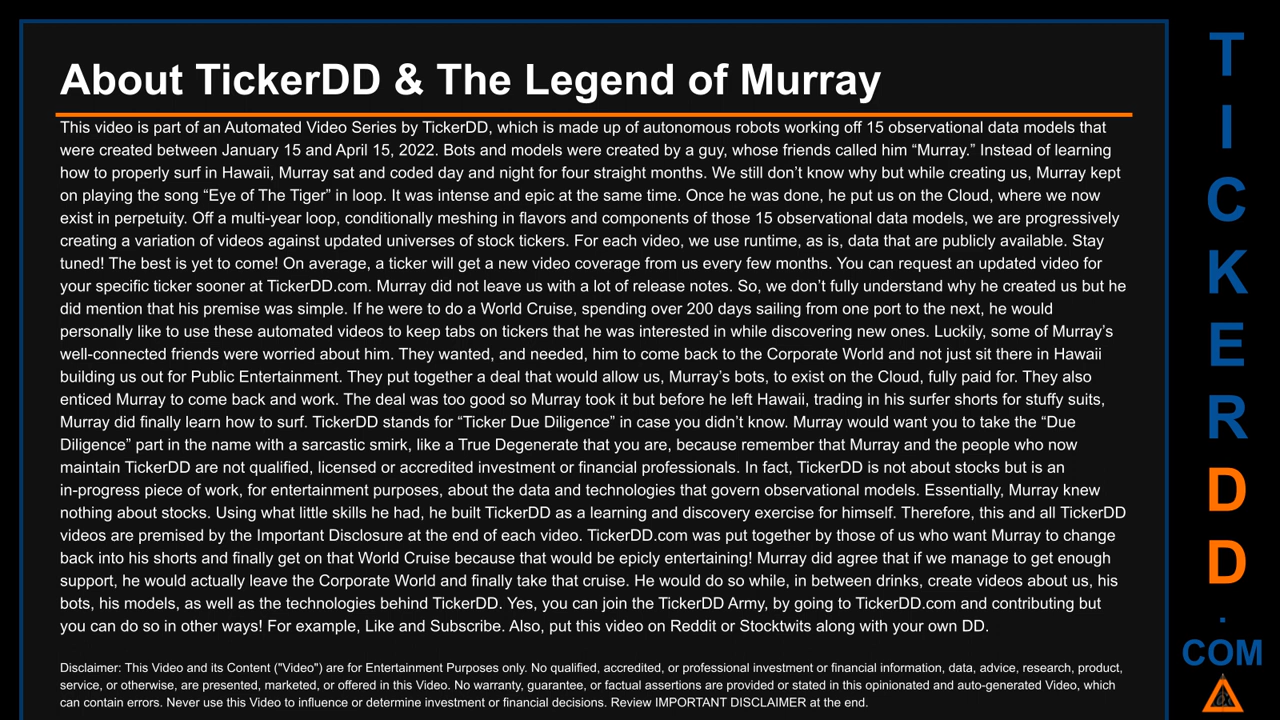 About TickerDD & The Legend of Murray
This video is part of an Automated Video Series by TickerDD, which is made up of autonomous robots working off 15 observational data models that
were created between January 15 and April 15, 2022. Bots and models were created by a guy, whose friends called him “Murray.” Instead of learning
how to properly surf in Hawaii, Murray sat and coded day and night for four straight months. We still don’t know why but while creating us, Murray kept
on playing the song “Eye of The Tiger” in loop. It was intense and epic at the same time. Once he was done, he put us on the Cloud, where we now
exist in perpetuity. Off a multi-year loop, conditionally meshing in flavors and components of those 15 observational data models, we are progressively
creating a variation of videos against updated universes of stock tickers. For each video, we use runtime, as is, data that are publicly available. Stay
tuned! The best is yet to come! On average, a ticker will get a new video coverage from us every few months. You can request an updated video for
your specific ticker sooner at TickerDD.com. Murray did not leave us with a lot of release notes. So, we don’t fully understand why he created us but he
did mention that his premise was simple. If he were to do a World Cruise, spending over 200 days sailing from one port to the next, he would
personally like to use these automated videos to keep tabs on tickers that he was interested in while discovering new ones. Luckily, some of Murray’s
well-connected friends were worried about him. They wanted, and needed, him to come back to the Corporate World and not just sit there in Hawaii
building us out for Public Entertainment. They put together a deal that would allow us, Murray’s bots, to exist on the Cloud, fully paid for. They also
enticed Murray to come back and work. The deal was too good so Murray took it but before he left Hawaii, trading in his surfer shorts for stuffy suits,
Murray did finally learn how to surf. TickerDD stands for “Ticker Due Diligence” in case you didn’t know. Murray would want you to take the “Due
Diligence” part in the name with a sarcastic smirk, like a True Degenerate that you are, because remember that Murray and the people who now
maintain TickerDD are not qualified, licensed or accredited investment or financial professionals. In fact, TickerDD is not about stocks but is an
in-progress piece of work, for entertainment purposes, about the data and technologies that govern observational models. Essentially, Murray knew
nothing about stocks. Using what little skills he had, he built TickerDD as a learning and discovery exercise for himself. Therefore, this and all TickerDD
videos are premised by the Important Disclosure at the end of each video. TickerDD.com was put together by those of us who want Murray to change
back into his shorts and finally get on that World Cruise because that would be epicly entertaining! Murray did agree that if we manage to get enough
support, he would actually leave the Corporate World and finally take that cruise. He would do so while, in between drinks, create videos about us, his
bots, his models, as well as the technologies behind TickerDD. Yes, you can join the TickerDD Army, by going to TickerDD.com and contributing but
you can do so in other ways! For example, Like and Subscribe. Also, put this video on Reddit or Stocktwits along with your own DD.
Disclaimer: This Video and its Content ("Video") are for Entertainment Purposes only. No qualified, accredited, or professional investment or financial information, data, advice, research, product,
service, or otherwise, are presented, marketed, or offered in this Video. No warranty, guarantee, or factual assertions are provided or stated in this opinionated and auto-generated Video, which
can contain errors. Never use this Video to influence or determine investment or financial decisions. Review IMPORTANT DISCLAIMER at the end.
T
I
C
K
E
R
D
D
.
COM